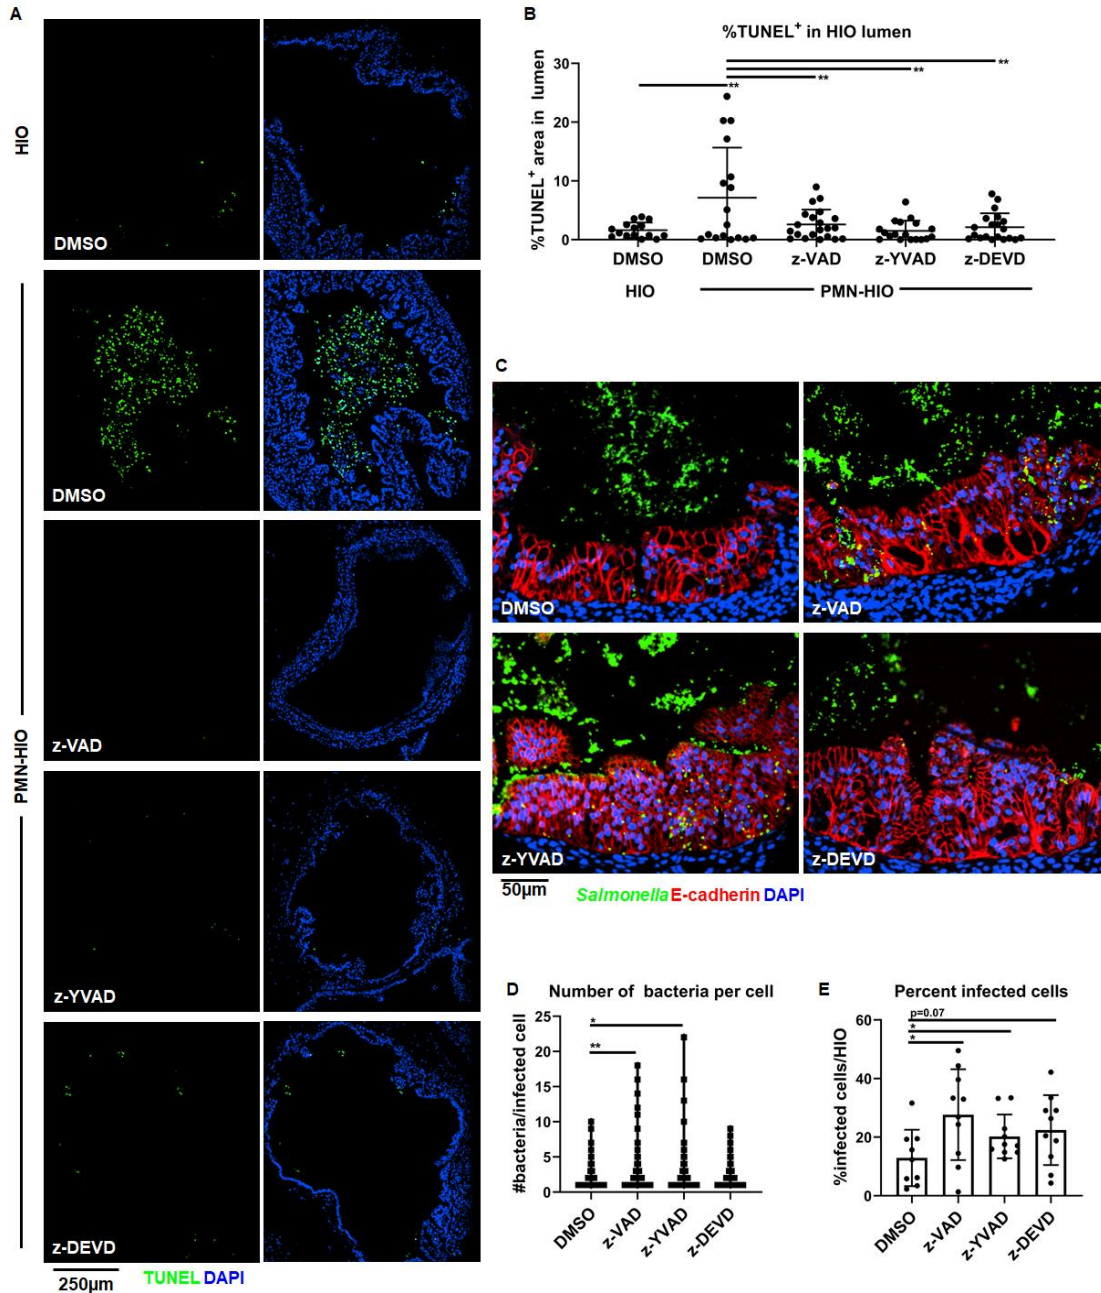 A
HIO
DMSO
PMN-HIO
DMSO
z-VAD
z-YVAD
z-DEVD
250µm
TUNEL DAPI
B
%TUNEL+ in HIO lumen
%TUNEL+ area in lumen
30
20
10
0
**
**
**
**
DMSO DMSO z-VAD z-YVAD z-DEVD
HIO PMN-HIO
C
DMSO
z-VAD
z-YVAD
z-DEVD
50µm
Salmonella E-cadherin DAPI
D
Number of bacteria per cell
#bacteria/infected cell
25
20
15
10
5
0
*
**
DMSO
z-VAD
z-YVAD
z-DEVD
E
Percent infected cells
%infected cells/HIO
60
40
20
0
p=0.07
*
*
DMSO
z-VAD
z-YVAD
z-DEVD